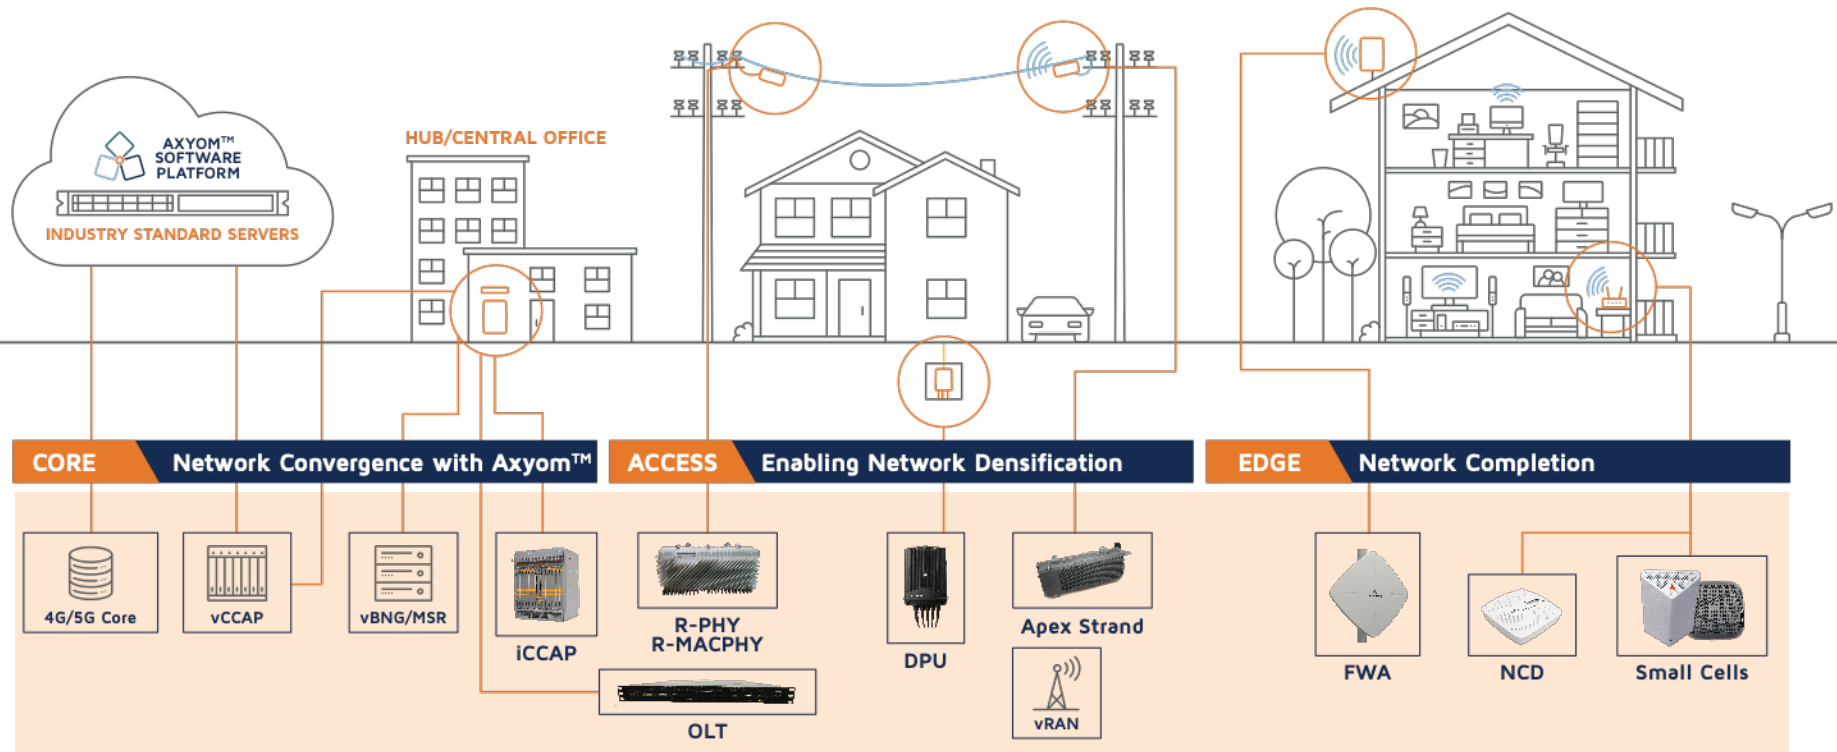 AXYOM™
SOFTWARE
PLATFORM
INDUSTRY STANDARD SERVERS
HUB/CENTRAL OFFICE
CORE
Network Convergence with Axyom™
ACCESS
Enabling Network Densification
EDGE
Network Completion
4G/5G Core
vCCAP
vBNG/MSR
iCCAP
R-PHY
R-MACPHY
OLT
DPU
Apex Strand
vRAN
FWA
NCD
Small Cells